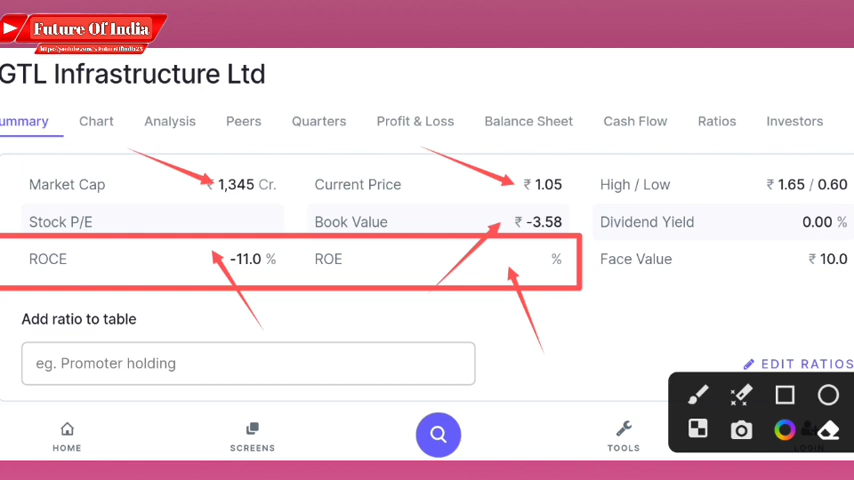 Future Of India
GTL Infrastructure Ltd
ummary Chart Analysis Peers Quarters Profit & Loss Balance Sheet Cash Flow Ratios Investors
Market Cap ₹ 1,345 Cr. Current Price ₹ 1.05 High / Low ₹ 1.65 / 0.60
Stock P/E Book Value ₹ -3.58 Dividend Yield 0.00 %
ROCE -11.0 % ROE % Face Value ₹ 10.0
Add ratio to table
eg. Promoter holding
EDIT RATIOS
HOME SCREENS TOOLS LOGIN